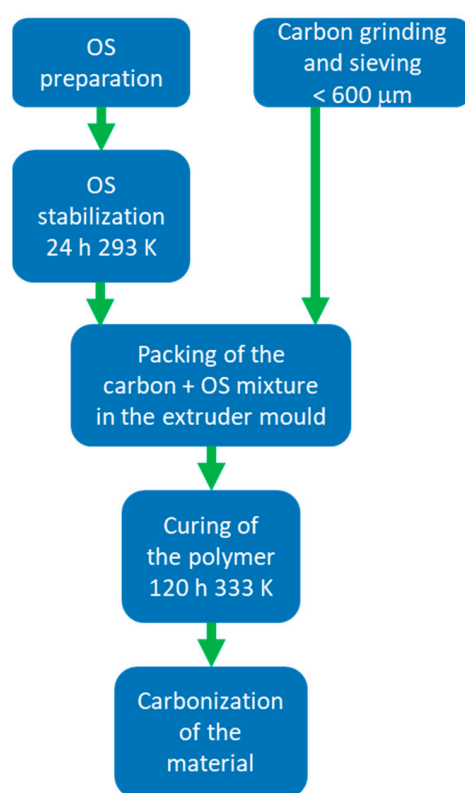 OS
preparation
Carbon grinding
and sieving
< 600 µm
OS
stabilization
24 h 293 K
Packing of the
carbon + OS mixture
in the extruder mould
Curing of
the polymer
120 h 333 K
Carbonization
of the
material